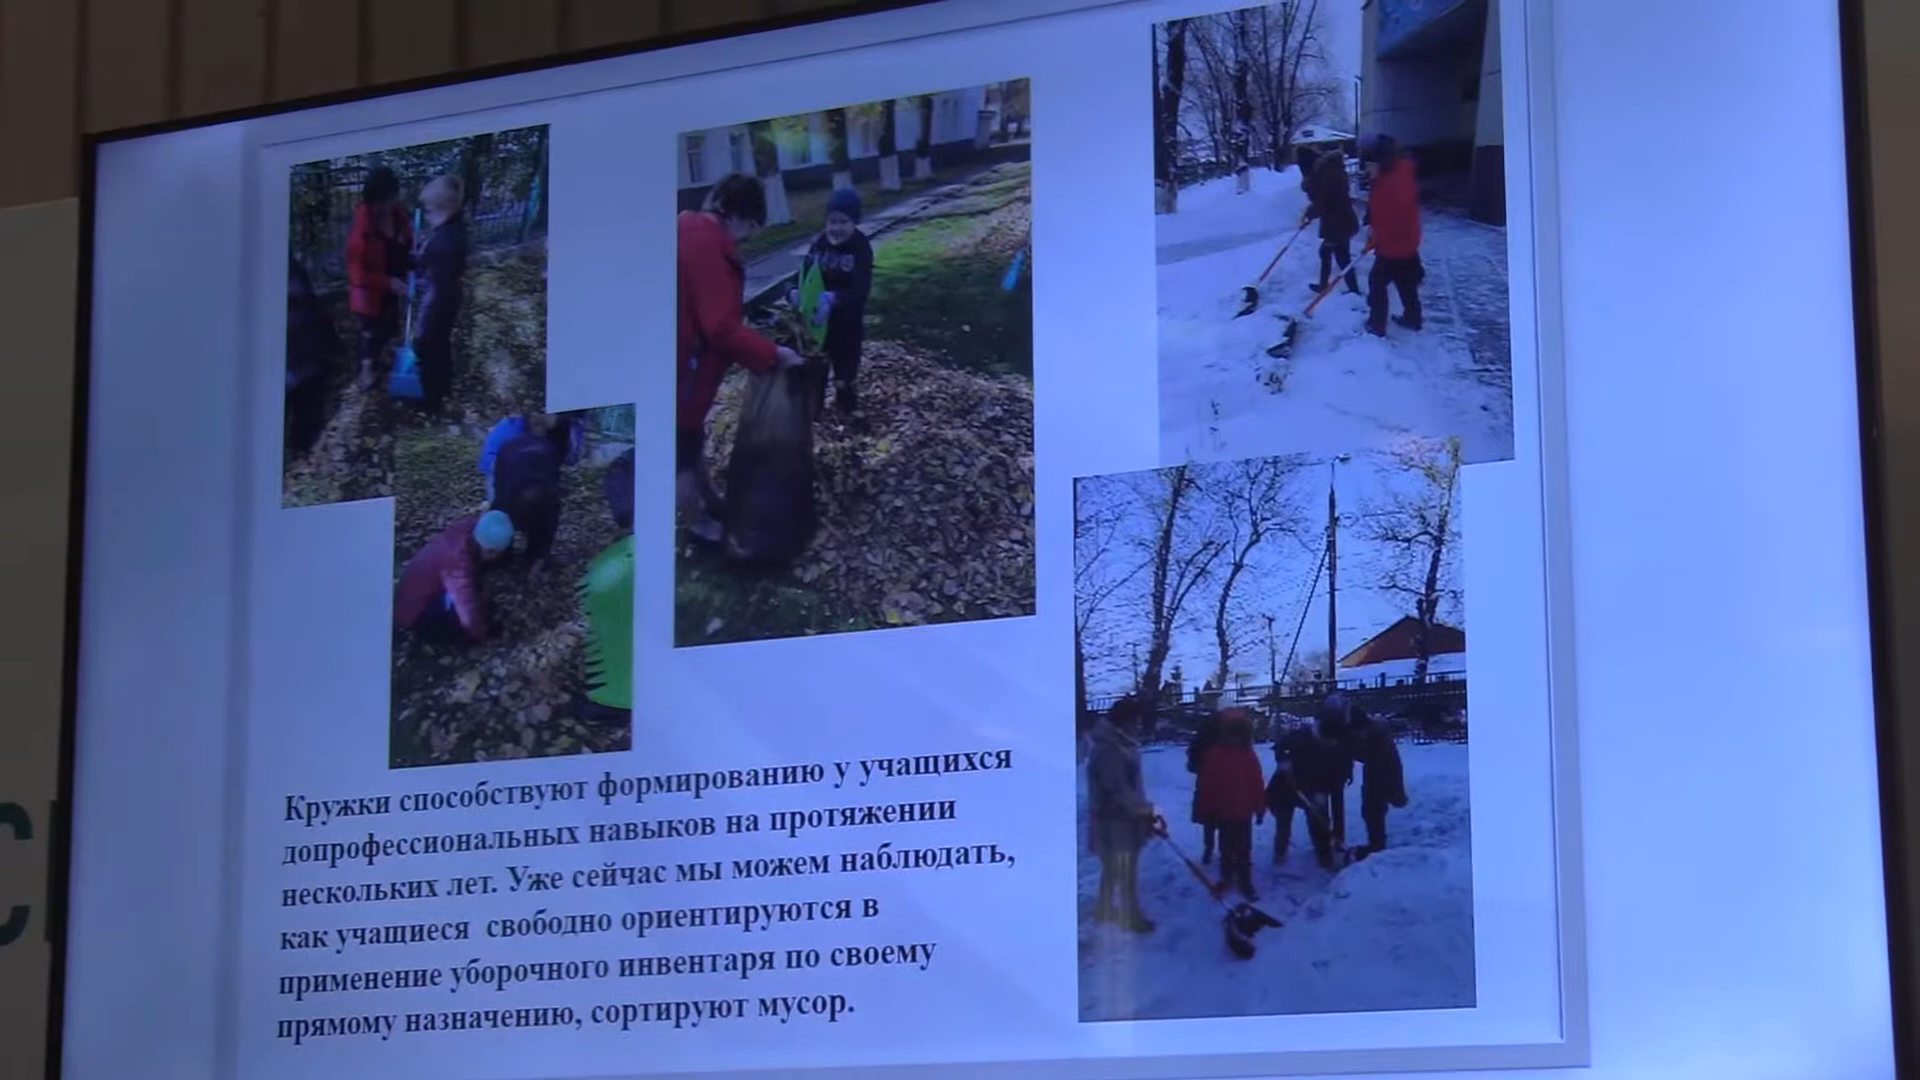 Кружки способствуют формированию у учащихся
допрофессиональных навыков на протяжении
нескольких лет. Уже сейчас мы можем наблюдать,
как учащиеся свободно ориентируются в
применение уборочного инвентаря по своему
прямому назначению, сортируют мусор.